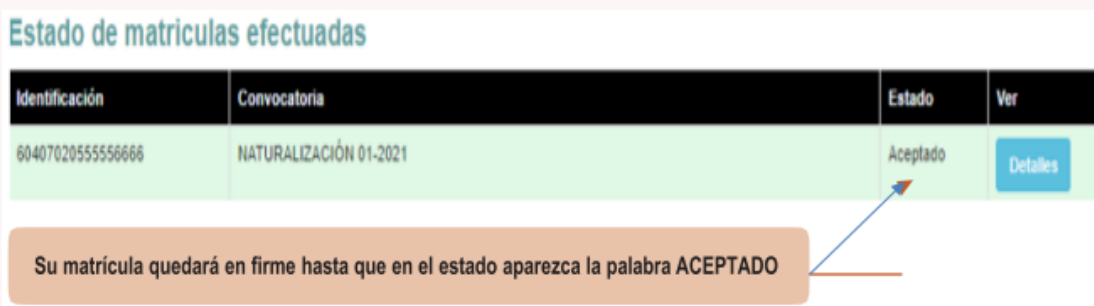 Estado de matriculas efectuadas
Identificación Convocatoria Estado Ver
60407020555556666 NATURALIZACIÓN 01-2021 Aceptado Detalles
Su matrícula quedará en firme hasta que en el estado aparezca la palabra ACEPTADO